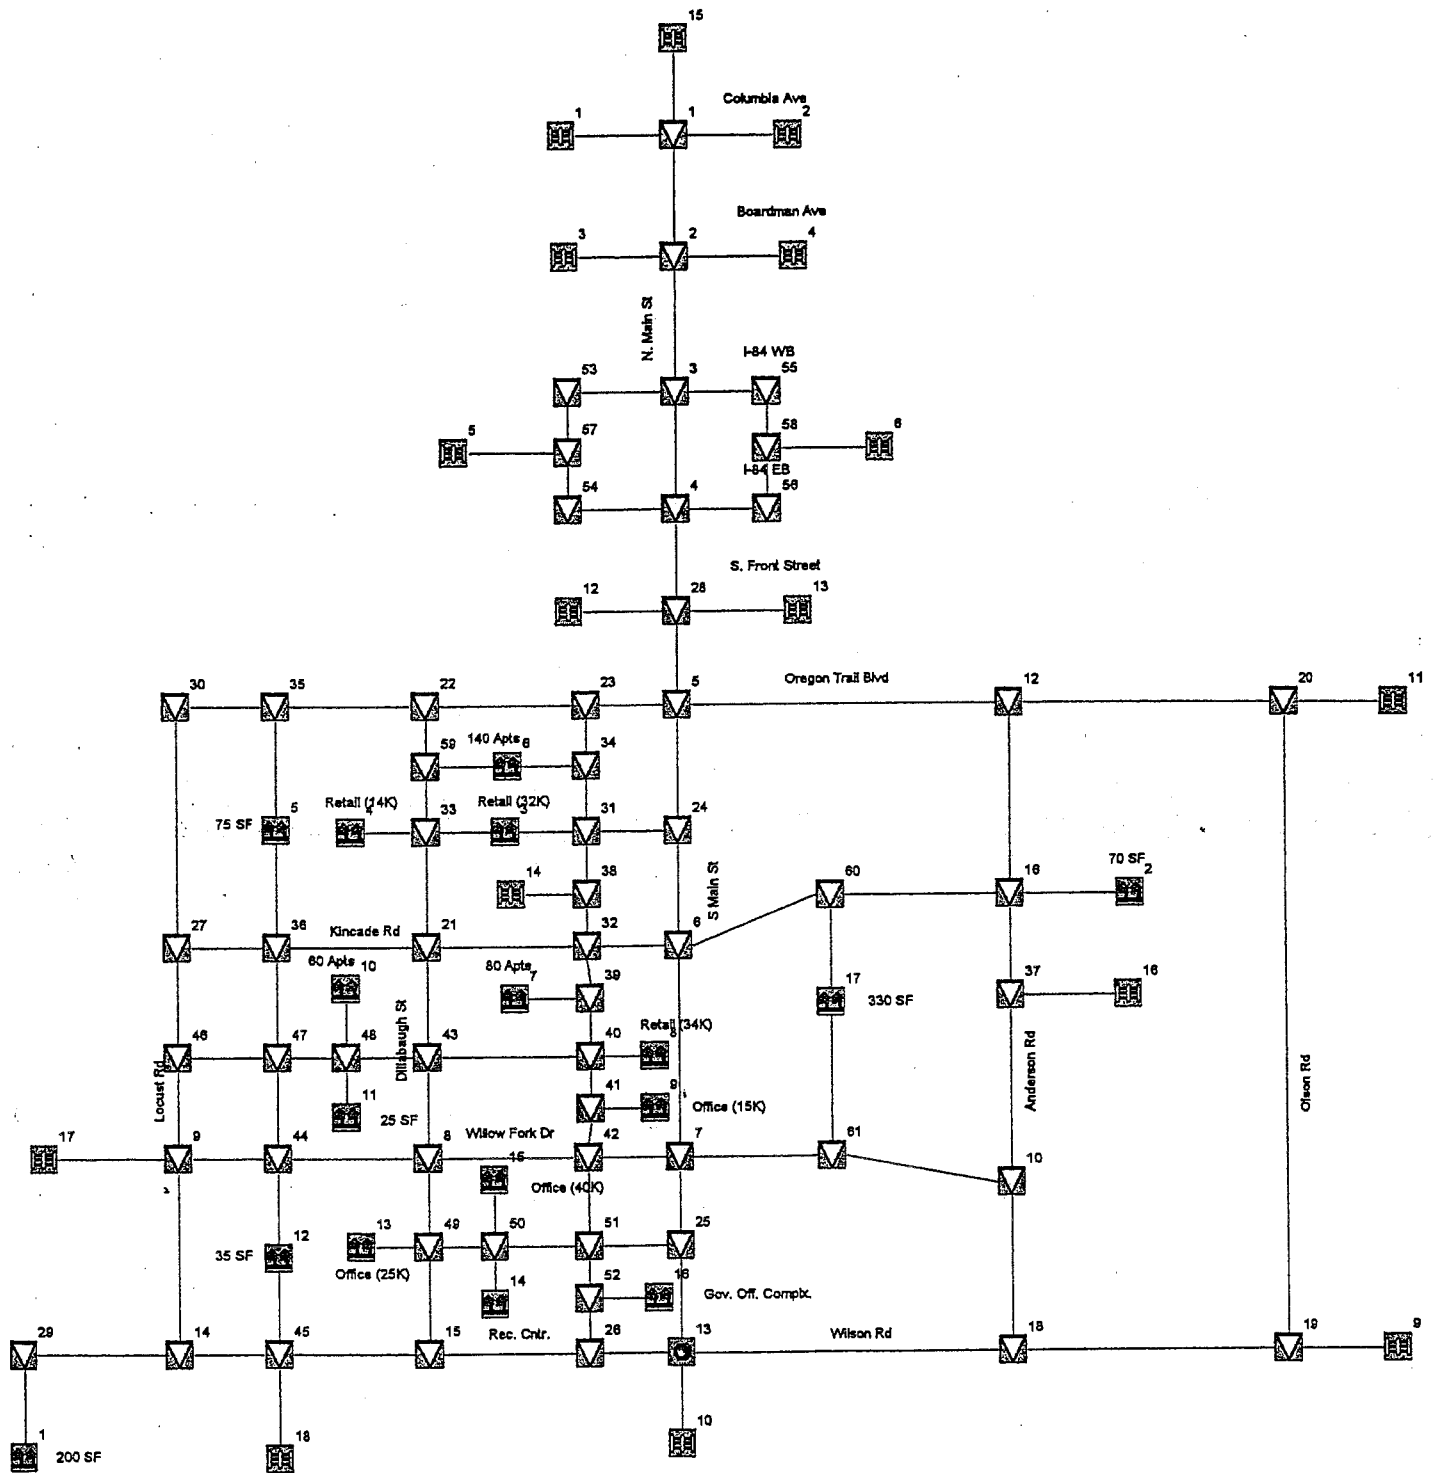 15
Columbia Ave
1
1
2
Boardman Ave
3
2
4
N. Main St
I-84 WB
53
3
55
5
57
58
6
I-84 EB
54
4
56
S. Front Street
12
28
13
30
35
22
23
5
Oregon Trail Blvd
12
20
11
59
140 Apts
6
34
75 SF
5
Retail (14K)
4
33
Retail (32K)
3
31
24
14
38
S Main St
60
16
70 SF
2
27
36
Kincade Rd
21
32
6
60 Apts
10
80 Apts
7
39
17
330 SF
37
16
Dillabaugh St
46
47
48
43
40
Retail (34K)
8
Locust Rd
11
25 SF
41
9
Office (15K)
Anderson Rd
Olson Rd
17
9
44
8
Willow Fork Dr
42
7
61
10
15
Office (40K)
35 SF
12
13
Office (25K)
49
50
51
25
14
52
16
Gov. Off. Complx.
29
14
45
15
Rec. Cntr.
26
13
Wilson Rd
18
19
9
1
200 SF
18
10